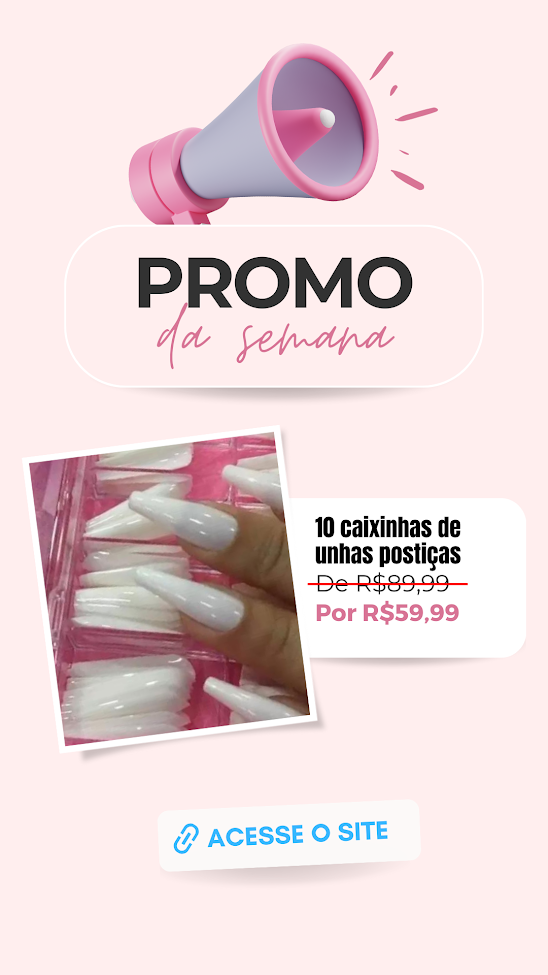 PROMO
da semana
10 caixinhas de
unhas postiças
De R$89,99
Por R$59,99
ACESSE O SITE